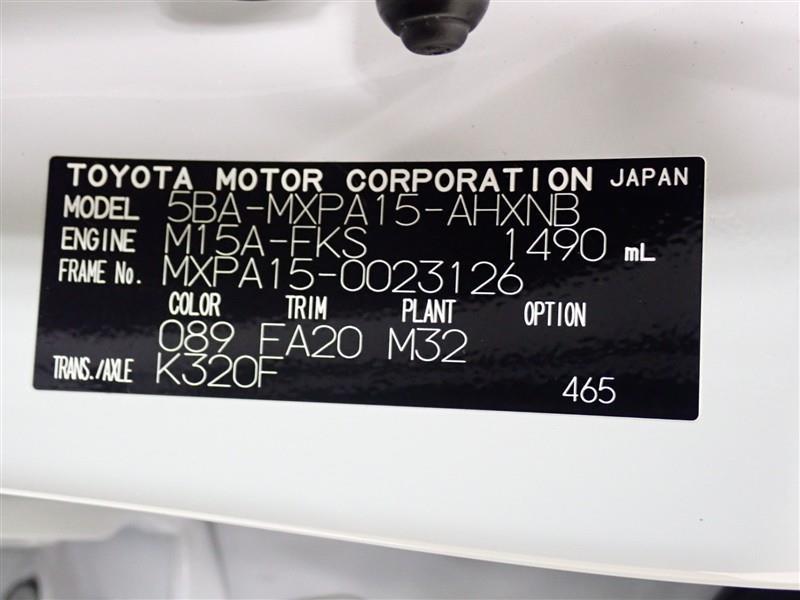 TOYOTA MOTOR CORPORATION JAPAN
MODEL 5BA-MXPA15-AHXNB
ENGINE M15A-FKS 1490 mL
FRAME No. MXPA15-0023126
COLOR TRIM PLANT OPTION
089 FA20 M32
TRANS./AXLE K320F
465